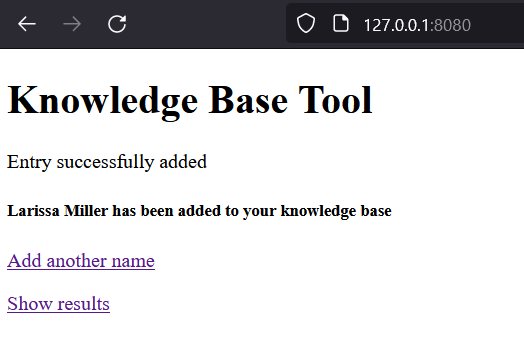 127.0.0.1:8080
Knowledge Base Tool
Entry successfully added
Larissa Miller has been added to your knowledge base
Add another name
Show results